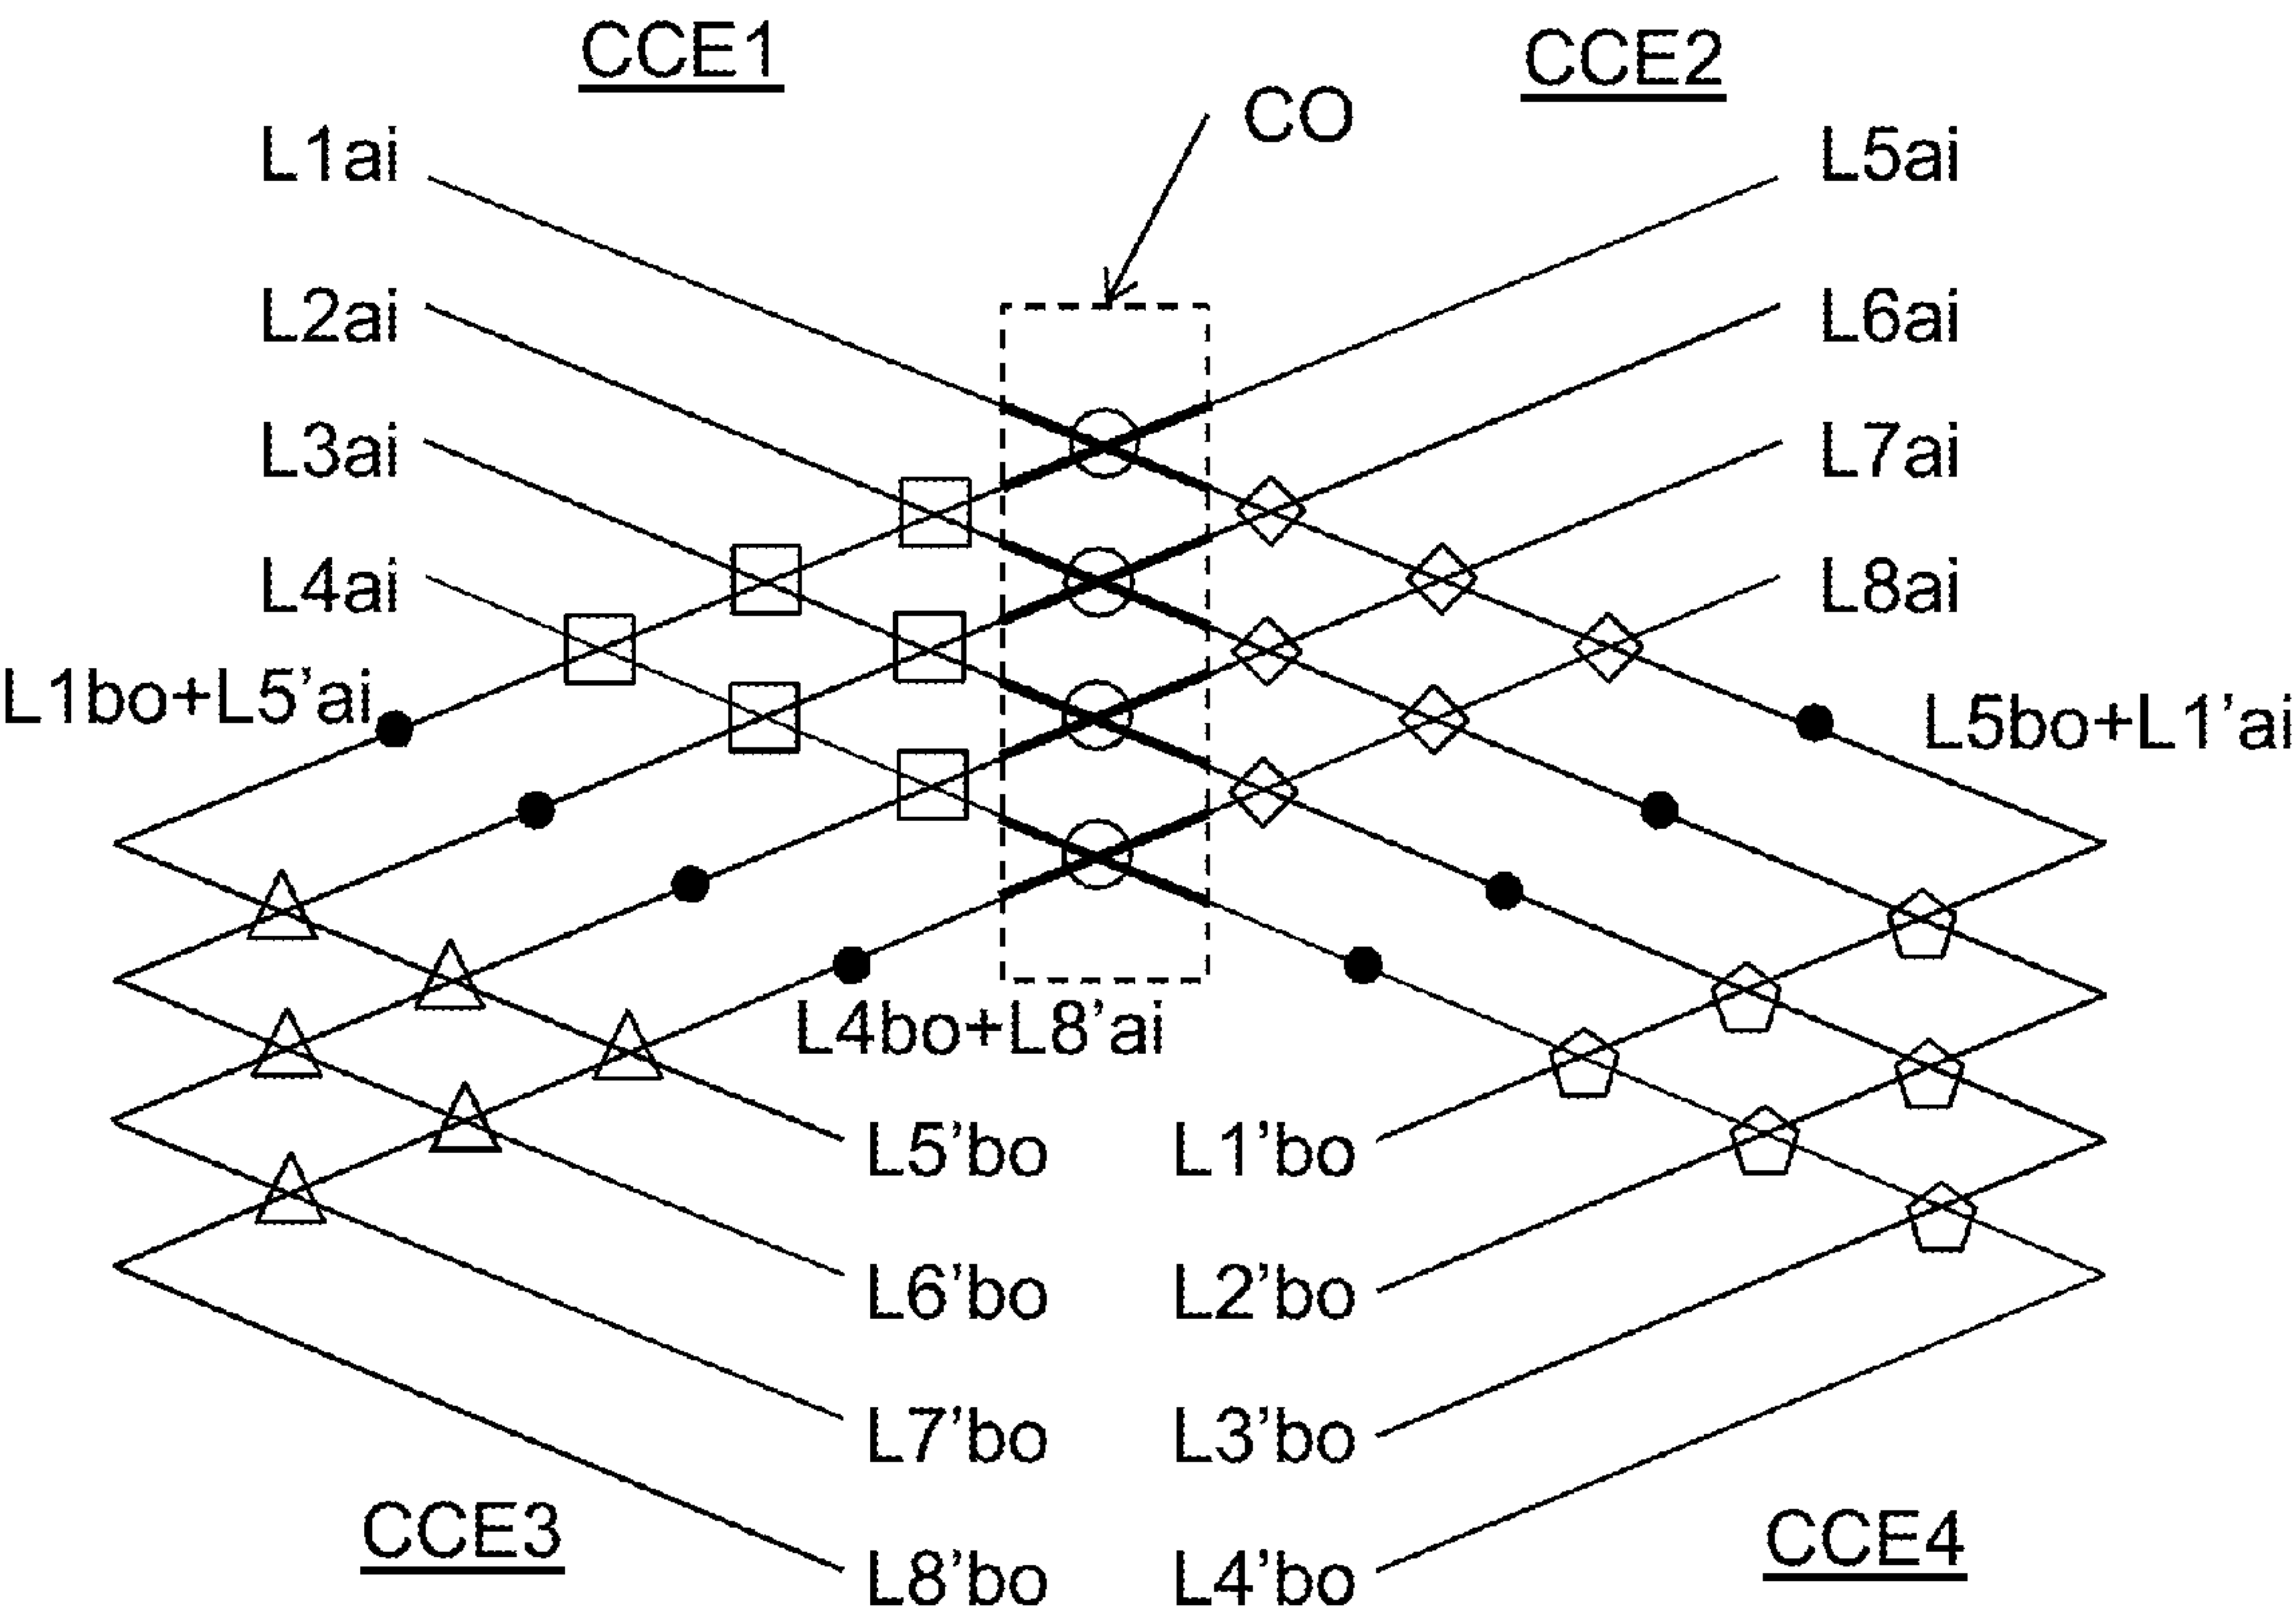 CCE1
CCE2
CO
L1ai
L5ai
L2ai
L6ai
L3ai
L7ai
L4ai
L8ai
L1bo+L5’ai
L5bo+L1’ai
L4bo+L8’ai
L5’bo
L1’bo
L6’bo
L2’bo
L7’bo
L3’bo
CCE3
CCE4
L8’bo
L4’bo